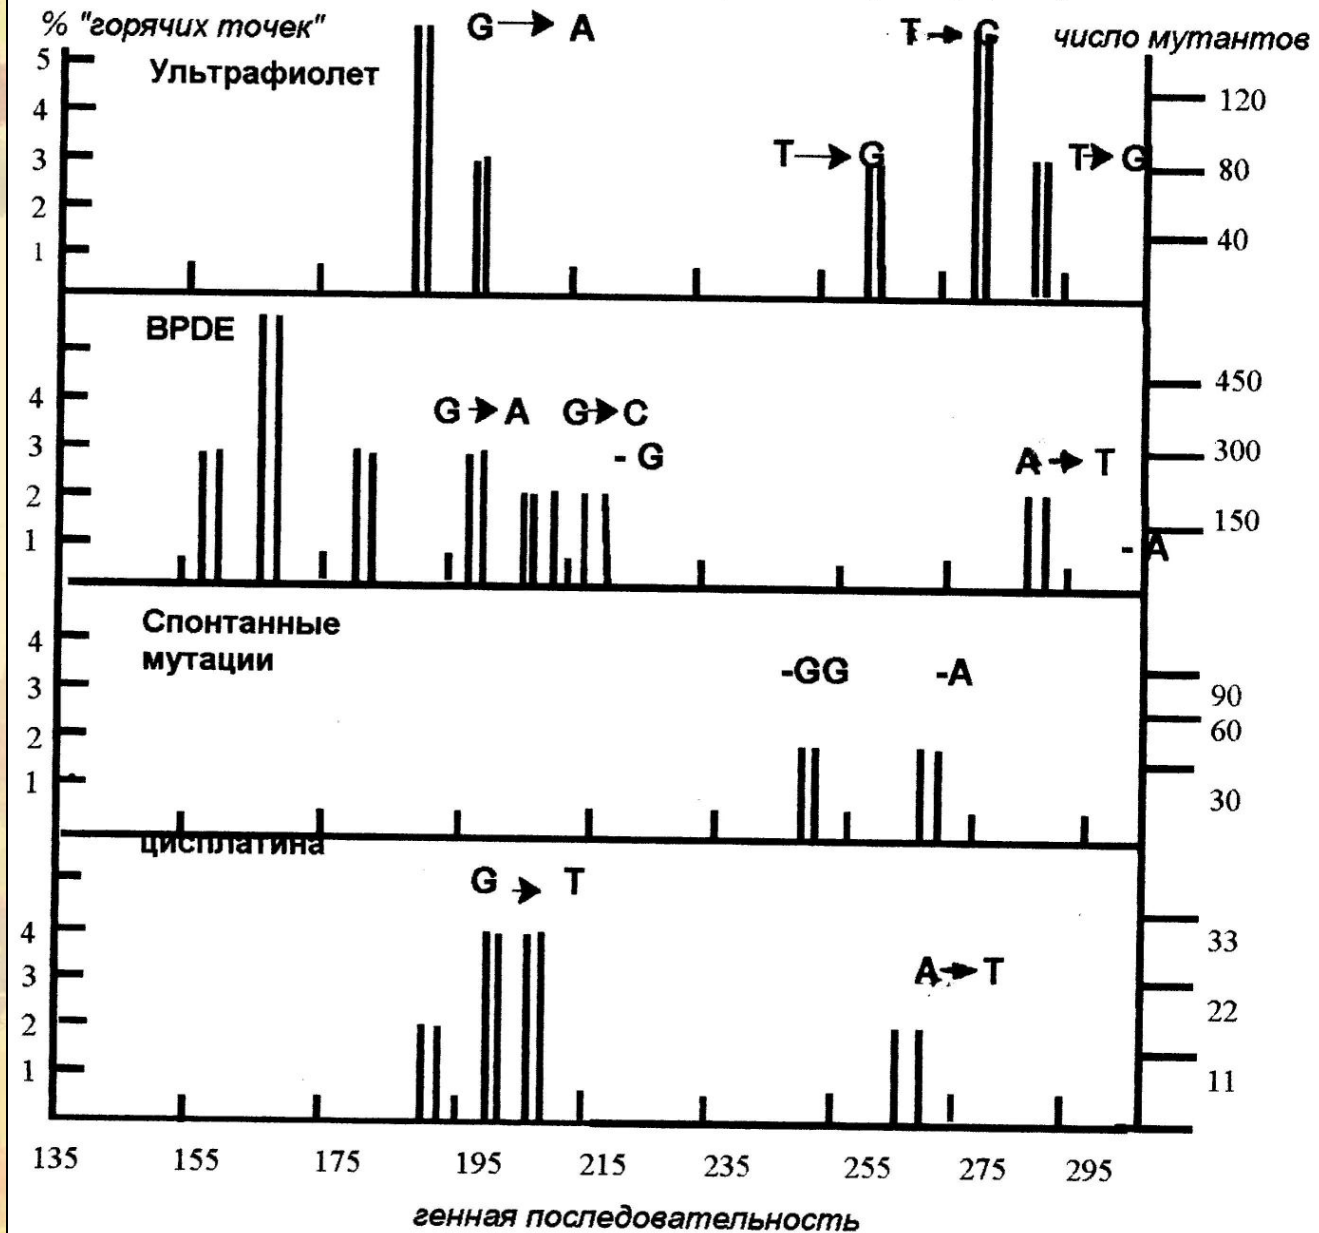 % "горячих точек"
G → A
T → C
число мутантов
Ультрафиолет
5
4
3
2
1
T → G
T → G
120
80
40
BPDE
4
3
2
1
G → A
G → C
- G
A → T
- A
450
300
150
Спонтанные
мутации
4
3
2
1
-GG
-A
90
60
30
цисплатина
4
3
2
1
G → T
A → T
33
22
11
135 155 175 195 215 235 255 275 295
генная последовательность